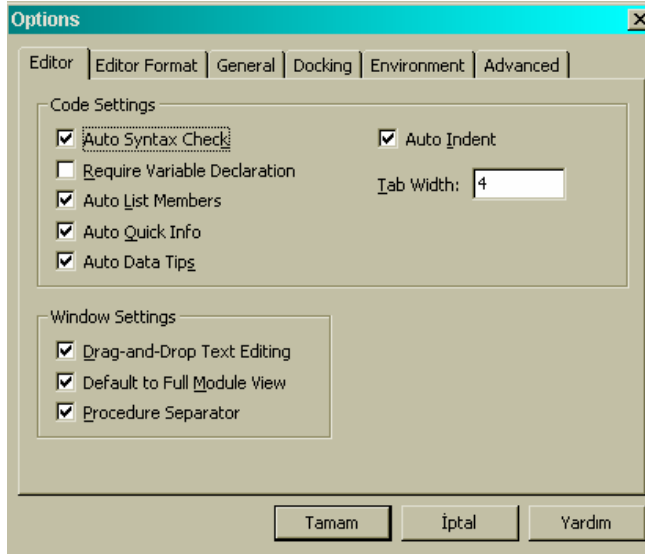 Options
Editor Editor Format General Docking Environment Advanced
Code Settings
Auto Syntax Check Auto Indent
Require Variable Declaration
Tab Width: 4
Auto List Members
Auto Quick Info
Auto Data Tips
Window Settings
Drag-and-Drop Text Editing
Default to Full Module View
Procedure Separator
Tamam İptal Yardım